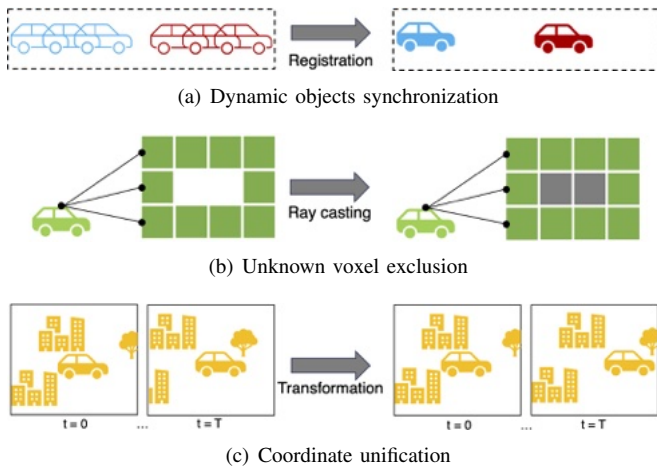 Registration
(a) Dynamic objects synchronization
Ray casting
(b) Unknown voxel exclusion
Transformation
t = 0 ... t = T t = 0 ... t = T
(c) Coordinate unification